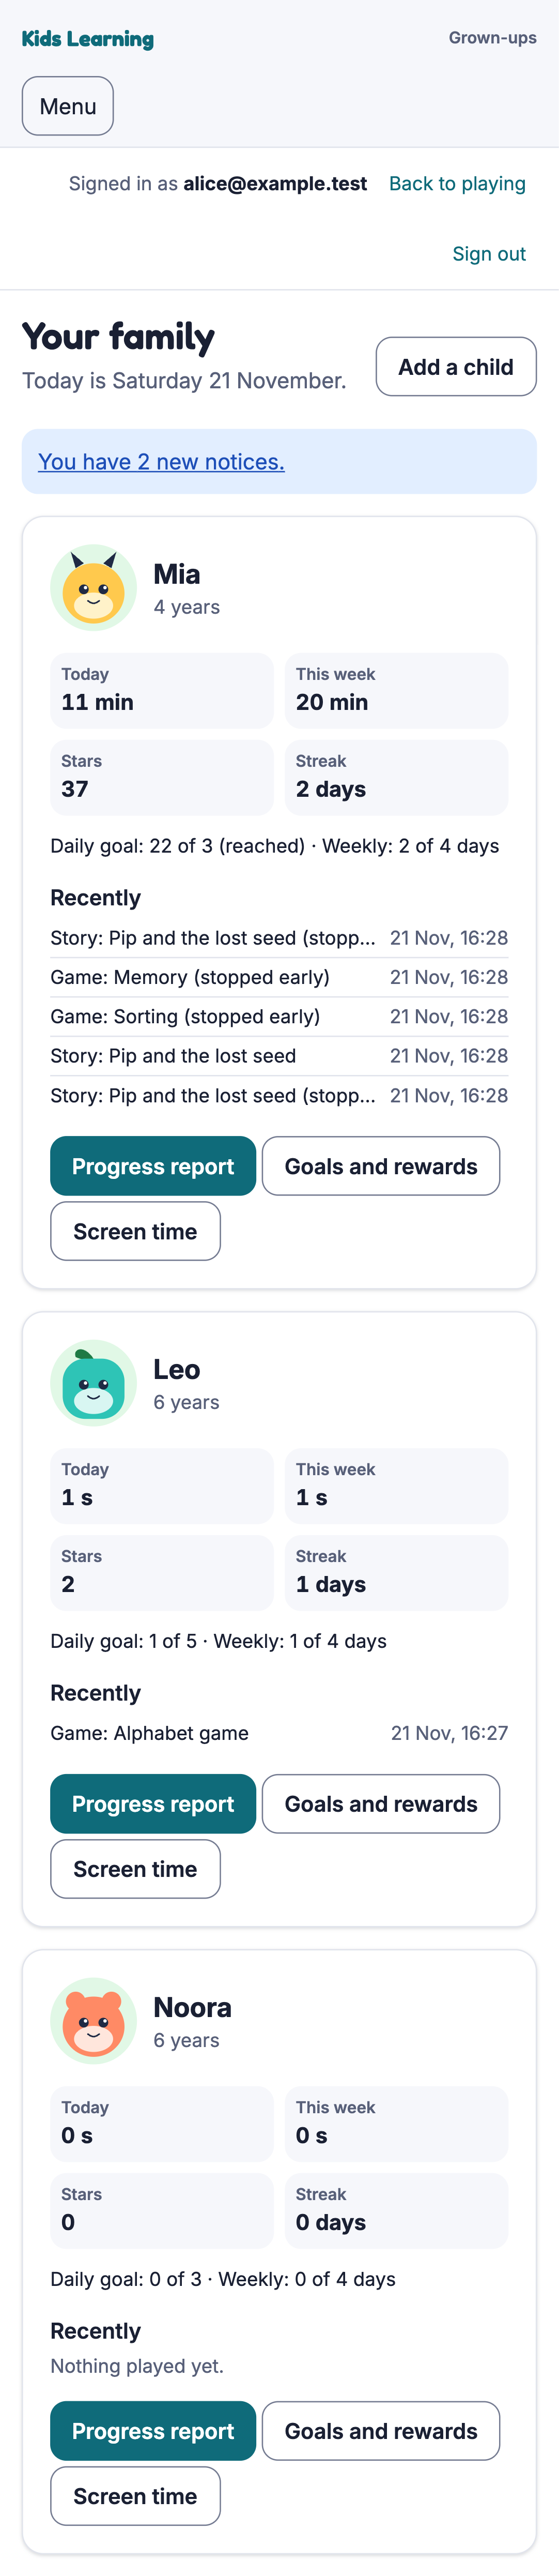 Kids Learning
Grown-ups
Menu
Signed in as alice@example.test
Back to playing
Sign out
Your family
Today is Saturday 21 November.
Add a child
You have 2 new notices.
Mia
4 years
Today
11 min
This week
20 min
Stars
37
Streak
2 days
Daily goal: 22 of 3 (reached) · Weekly: 2 of 4 days
Recently
Story: Pip and the lost seed (stopp... 21 Nov, 16:28
Game: Memory (stopped early) 21 Nov, 16:28
Game: Sorting (stopped early) 21 Nov, 16:28
Story: Pip and the lost seed 21 Nov, 16:28
Story: Pip and the lost seed (stopp... 21 Nov, 16:28
Progress report
Goals and rewards
Screen time
Leo
6 years
Today
1 s
This week
1 s
Stars
2
Streak
1 days
Daily goal: 1 of 5 · Weekly: 1 of 4 days
Recently
Game: Alphabet game 21 Nov, 16:27
Progress report
Goals and rewards
Screen time
Noora
6 years
Today
0 s
This week
0 s
Stars
0
Streak
0 days
Daily goal: 0 of 3 · Weekly: 0 of 4 days
Recently
Nothing played yet.
Progress report
Goals and rewards
Screen time